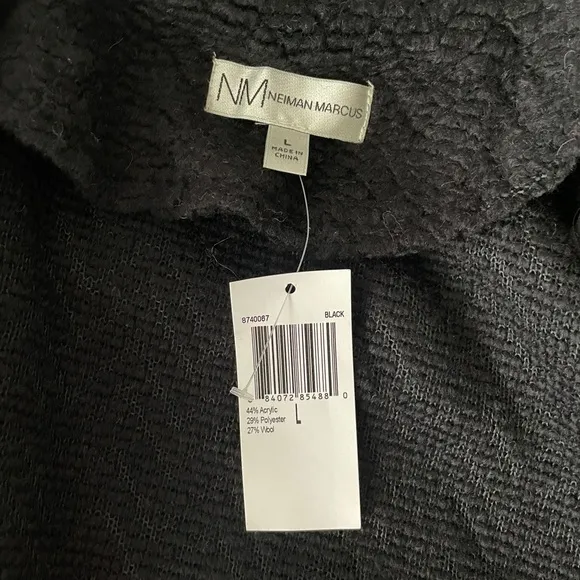 NM NEIMAN MARCUS
L
MADE IN
CHINA
8740087 BLACK
84072 85488 0
44% Acrylic
29% Polyester
27% Wool
L